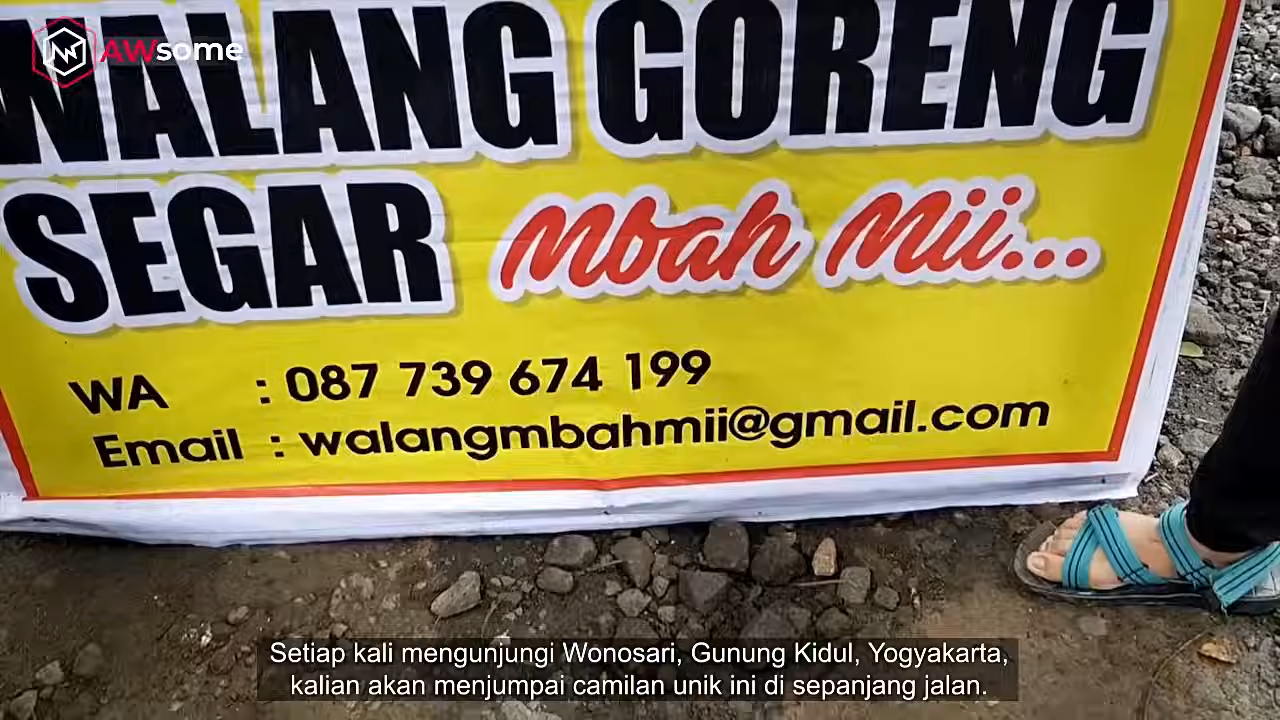 AWsome
WALANG GORENG
SEGAR Mbah Mii...
WA : 087 739 674 199
Email : walangmbahmii@gmail.com
Setiap kali mengunjungi Wonosari, Gunung Kidul, Yogyakarta,
kalian akan menjumpai camilan unik ini di sepanjang jalan.